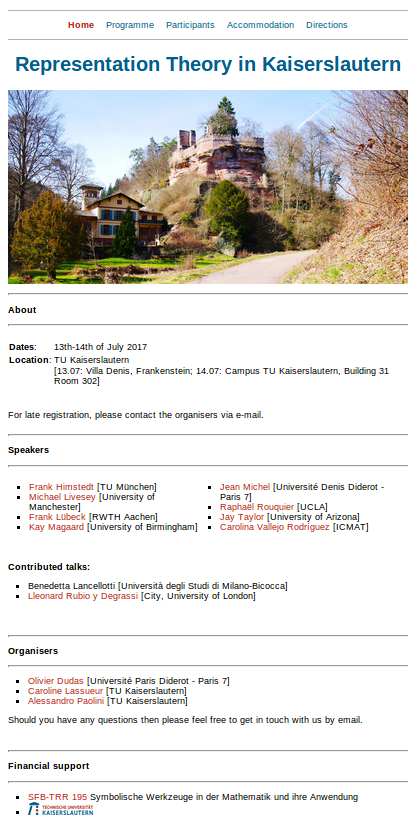 Home Programme Participants Accommodation Directions
Representation Theory in Kaiserslautern
About
Dates: 13th-14th of July 2017
Location: TU Kaiserslautern
[13.07: Villa Denis, Frankenstein; 14.07: Campus TU Kaiserslautern, Building 31
Room 302]
For late registration, please contact the organisers via e-mail.
Speakers
Frank Himstedt [TU München]
Michael Livesey [University of
Manchester]
Frank Lübeck [RWTH Aachen]
Kay Magaard [University of Birmingham]
Jean Michel [Université Denis Diderot -
Paris 7]
Raphaël Rouquier [UCLA]
Jay Taylor [University of Arizona]
Carolina Vallejo Rodríguez [ICMAT]
Contributed talks:
Benedetta Lancellotti [Università degli Studi di Milano-Bicocca]
Lleonard Rubio y Degrassi [City, University of London]
Organisers
Olivier Dudas [Université Paris Diderot - Paris 7]
Caroline Lassueur [TU Kaiserslautern]
Alessandro Paolini [TU Kaiserslautern]
Should you have any questions then please feel free to get in touch with us by email.
Financial support
SFB-TRR 195 Symbolische Werkzeuge in der Mathematik und ihre Anwendung
TECHNISCHE UNIVERSITÄT
KAISERSLAUTERN